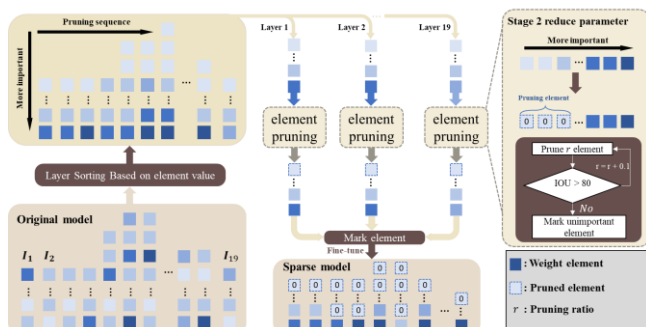 Pruning sequence
More important
Layer Sorting Based on element value
Original model
I1 I2 I19
Layer 1
Layer 2
Layer 19
element pruning
element pruning
element pruning
Mark element
Fine-tune
Sparse model
0 0
0 0 0 0 0 0 0
0 0 0 0
Stage 2 reduce parameter
More important
Pruning element
0 0 0
Prune r element
r = r + 0.1
IOU > 80
No
Mark unimportant element
: Weight element
0 : Pruned element
r : Pruning ratio